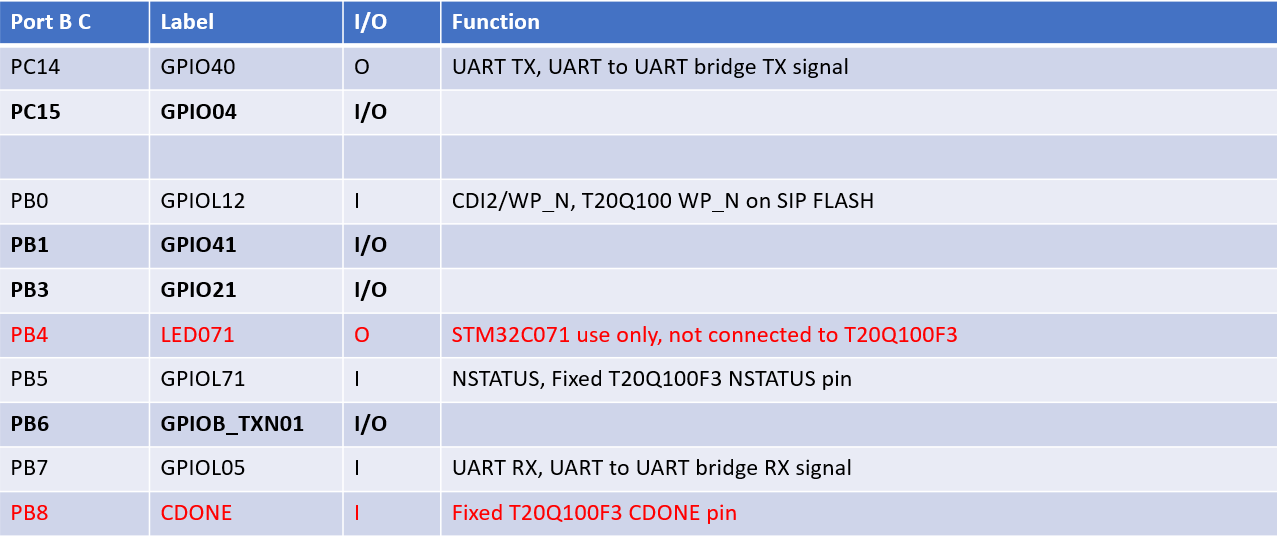 Port B C Label I/O Function
PC14 GPIO40 O UART TX, UART to UART bridge TX signal
PC15 GPIO04 I/O
PB0 GPIOL12 I CDI2/WP_N, T20Q100 WP_N on SIP FLASH
PB1 GPIO41 I/O
PB3 GPIO21 I/O
PB4 LED071 O STM32C071 use only, not connected to T20Q100F3
PB5 GPIOL71 I NSTATUS, Fixed T20Q100F3 NSTATUS pin
PB6 GPIOB_TXN01 I/O
PB7 GPIOL05 I UART RX, UART to UART bridge RX signal
PB8 CDONE I Fixed T20Q100F3 CDONE pin